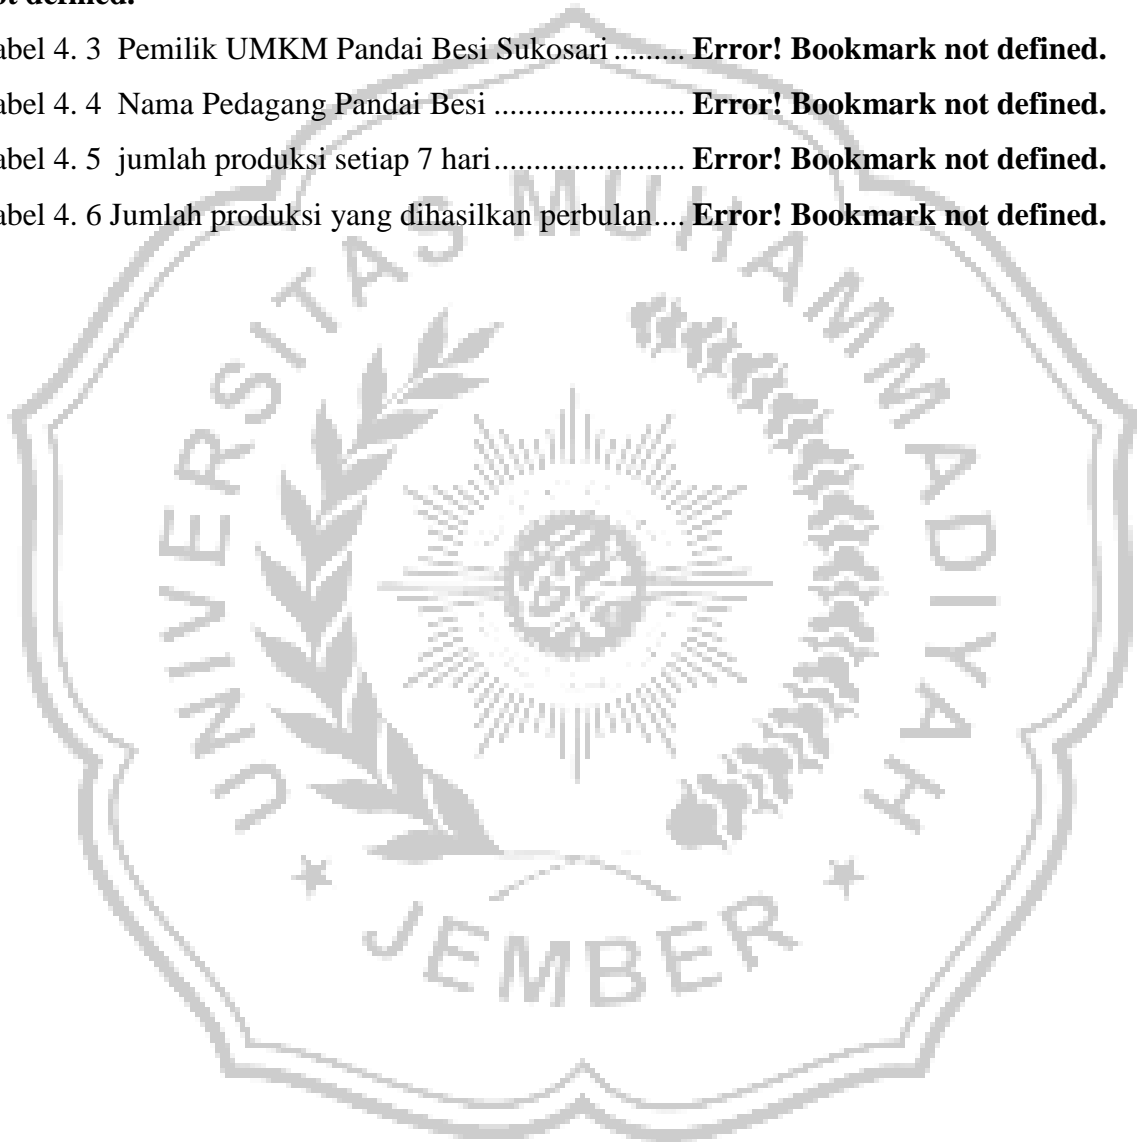 ot defined.
abel 4. 3  Pemilik UMKM Pandai Besi Sukosari ......... Error! Bookmark not defined.
abel 4. 4  Nama Pedagang Pandai Besi ....................... Error! Bookmark not defined.
abel 4. 5  jumlah produksi setiap 7 hari....................... Error! Bookmark not defined.
abel 4. 6 Jumlah produksi yang dihasilkan perbulan.... Error! Bookmark not defined.
UNIVERSITAS MUHAMMADIYAH
JEMBER